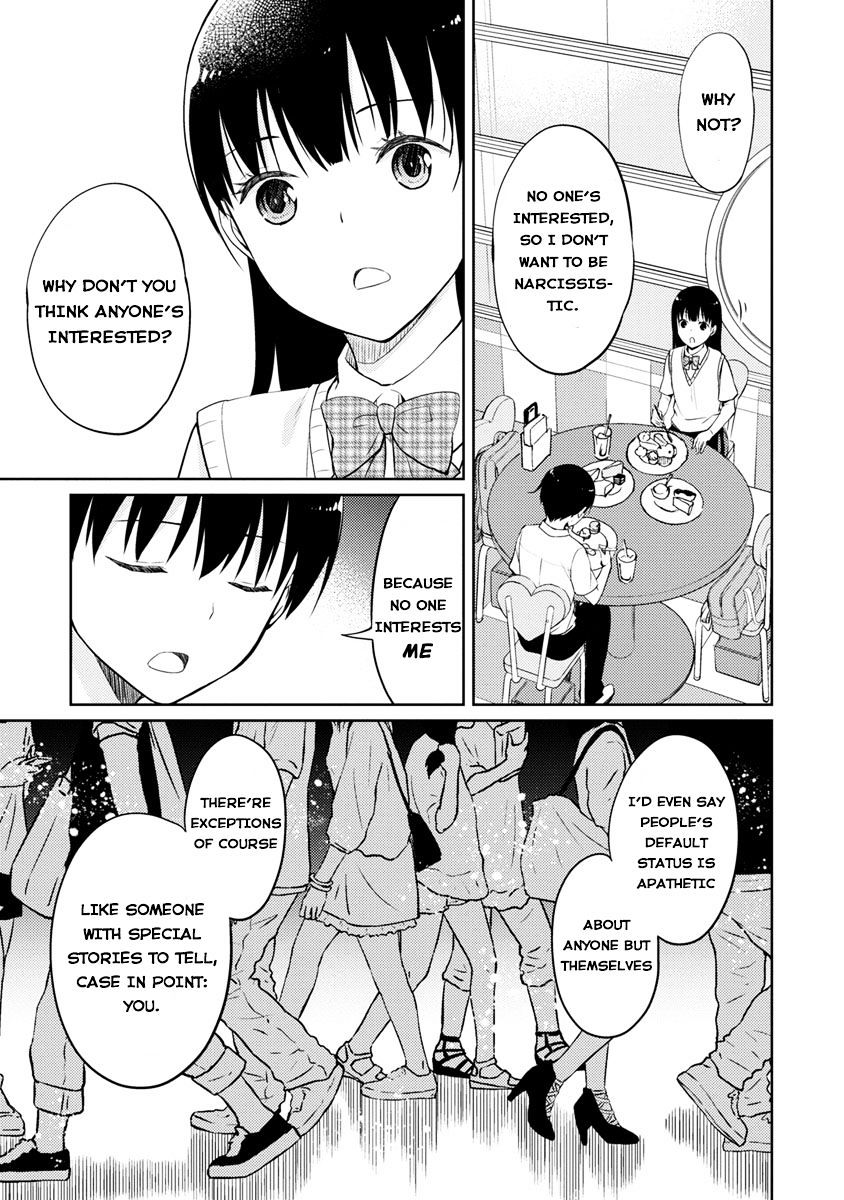 WHY
NOT?
NO ONE'S
INTERESTED,
SO I DON'T
WANT TO BE
NARCISSIS-
TIC.
WHY DON'T YOU
THINK ANYONE'S
INTERESTED?
BECAUSE
NO ONE
INTERESTS
ME
I'D EVEN SAY
PEOPLE'S
DEFAULT
STATUS IS
APATHETIC
ABOUT
ANYONE BUT
THEMSELVES
THERE'RE
EXCEPTIONS
OF COURSE
LIKE SOMEONE
WITH SPECIAL
STORIES TO TELL,
CASE IN POINT:
YOU.